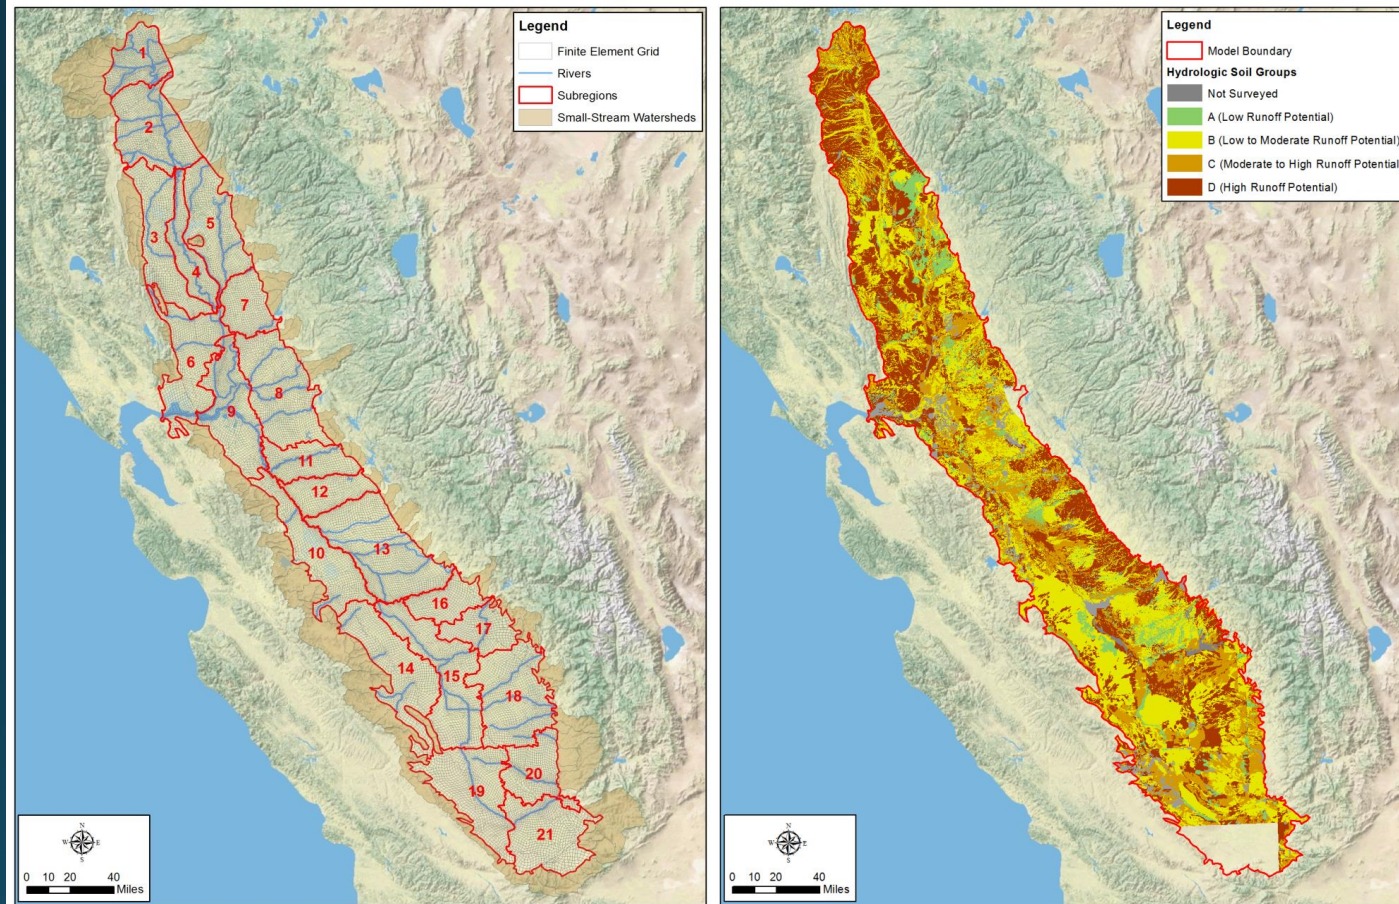 Legend
Finite Element Grid
Rivers
Subregions
Small-Stream Watersheds
1
2
5
3
4
7
6
8
9
11
12
10
13
16
17
14
15
18
20
19
21
N
W E
S
0 10 20 40
Miles
Legend
Model Boundary
Hydrologic Soil Groups
Not Surveyed
A (Low Runoff Potential)
B (Low to Moderate Runoff Potential)
C (Moderate to High Runoff Potential
D (High Runoff Potential)
N
W E
S
0 10 20 40
Miles